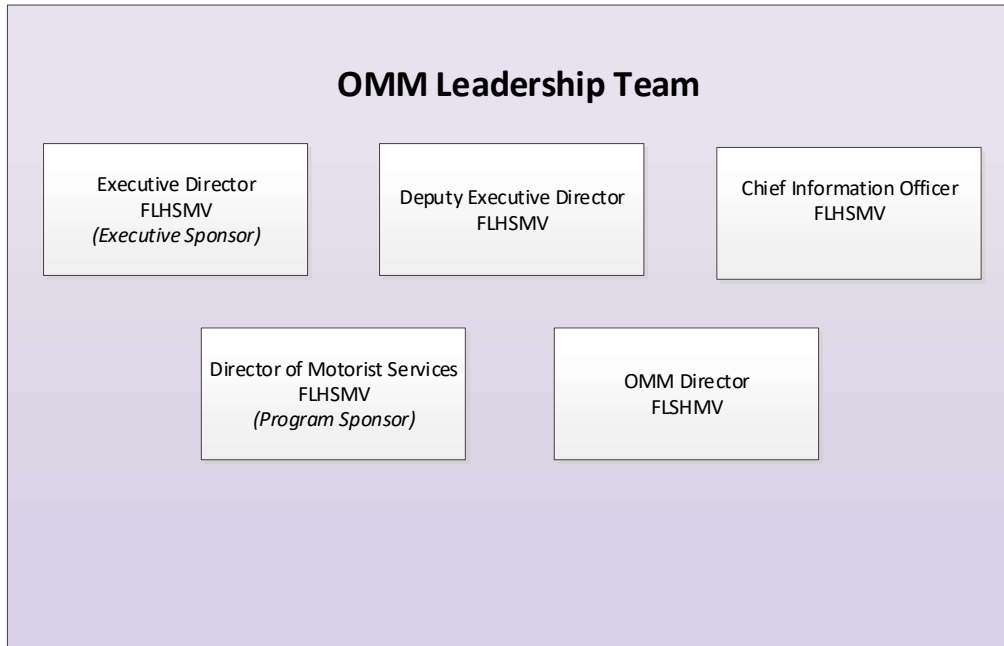 OMM Leadership Team
Executive Director
FLHSMV
(Executive Sponsor)
Deputy Executive Director
FLHSMV
Chief Information Officer
FLHSMV
Director of Motorist Services
FLHSMV
(Program Sponsor)
OMM Director
FLSHMV